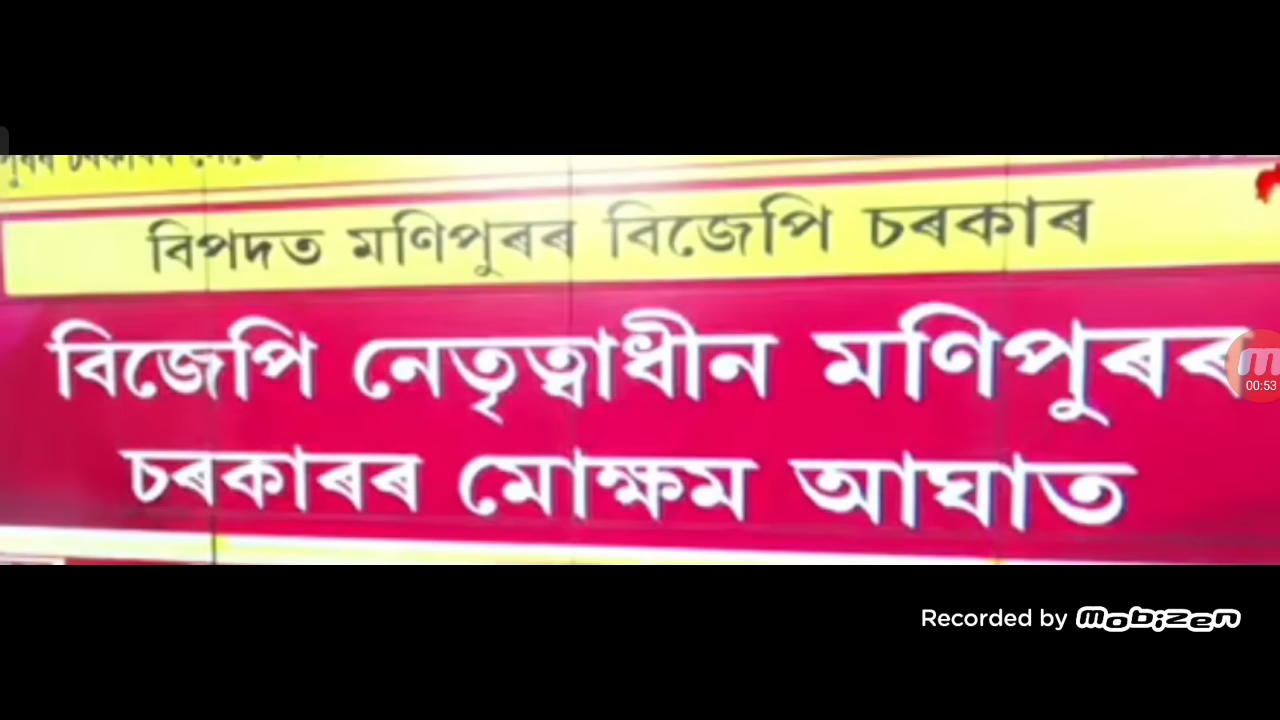 বিপদত মণিপুৰৰ বিজেপি চৰকাৰ
বিজেপি নেতৃত্বাধীন মণিপুৰৰ
চৰকাৰৰ মোক্ষম আঘাত
00:53
Recorded by mobizen